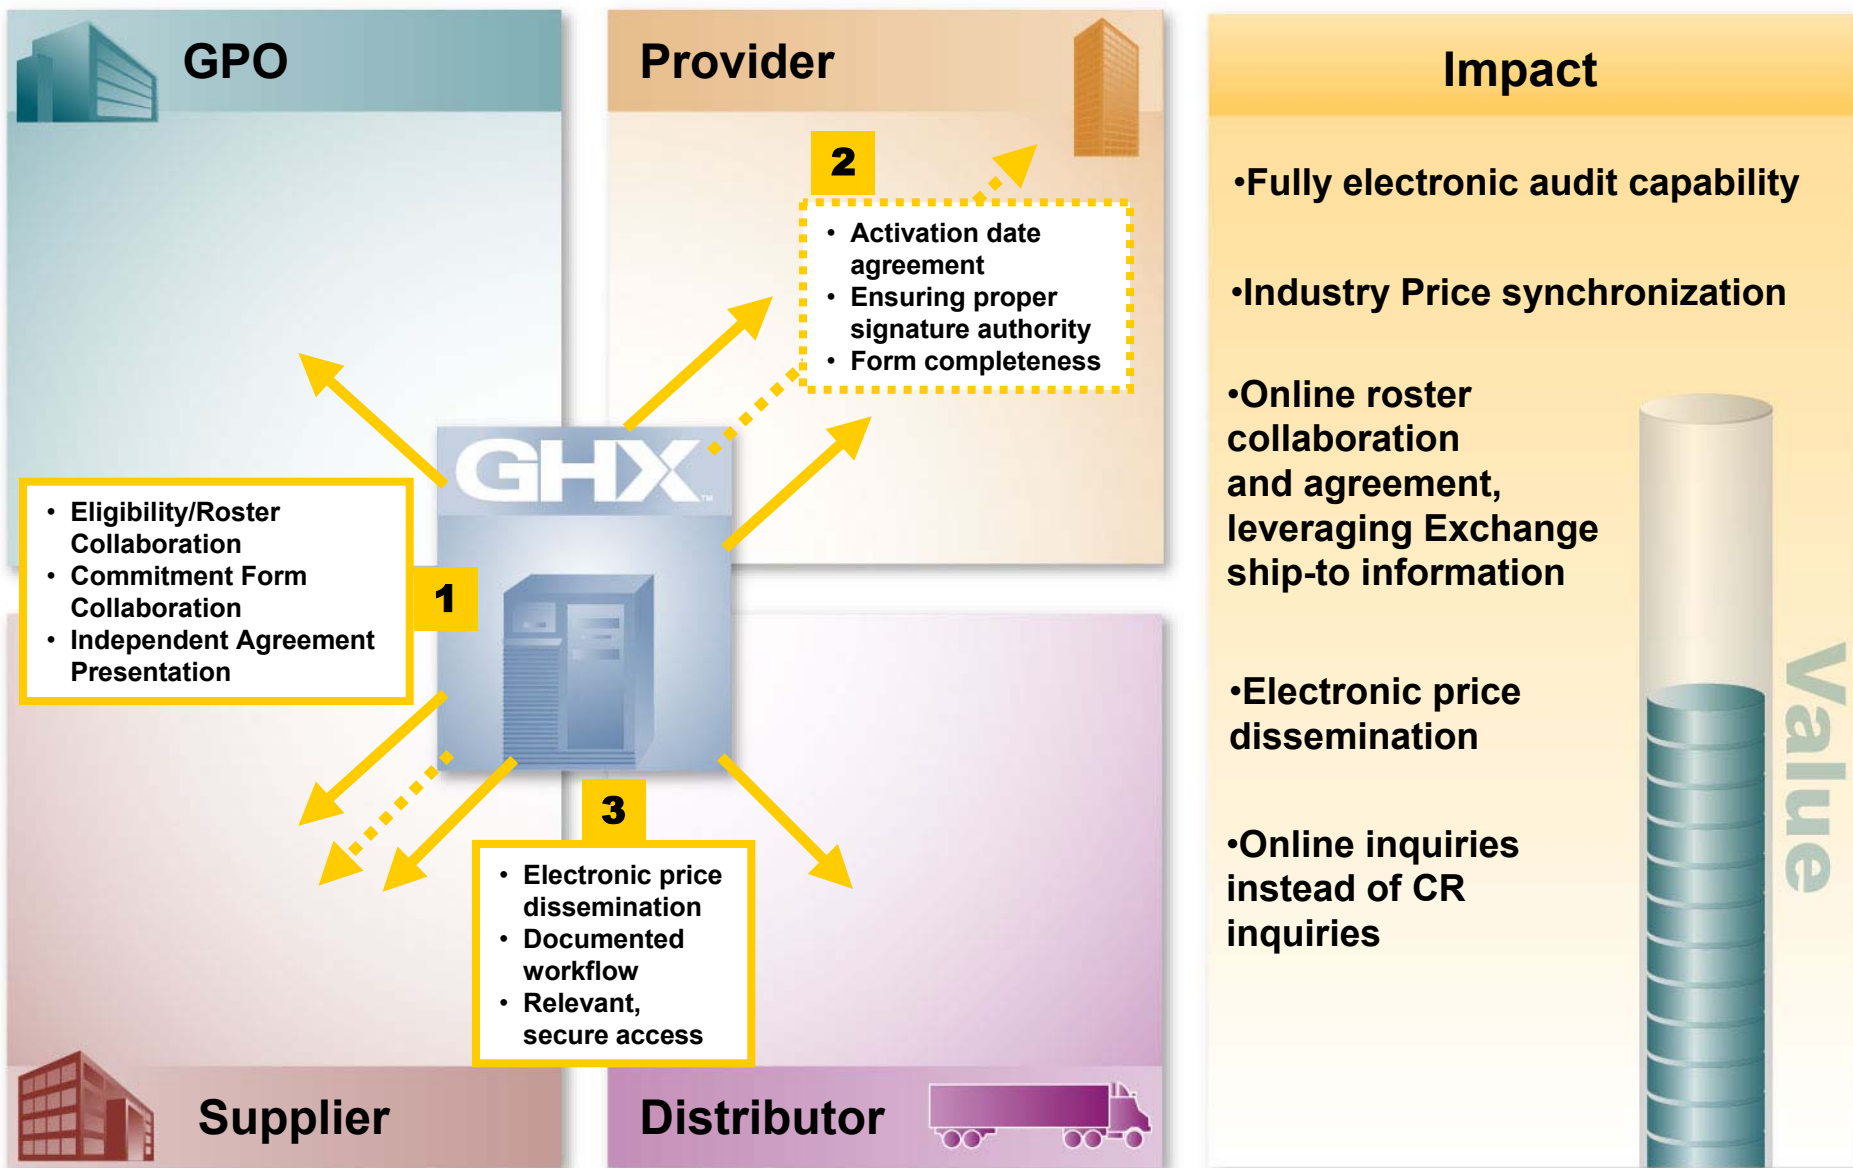 GPO
Provider
Impact
2
• Activation date
agreement
• Ensuring proper
signature authority
• Form completeness
GHX™
• Eligibility/Roster
Collaboration
• Commitment Form
Collaboration
• Independent Agreement
Presentation
1
3
• Electronic price
dissemination
• Documented
workflow
• Relevant,
secure access
Supplier
Distributor
•Fully electronic audit capability
•Industry Price synchronization
•Online roster
collaboration
and agreement,
leveraging Exchange
ship-to information
•Electronic price
dissemination
•Online inquiries
instead of CR
inquiries
Value